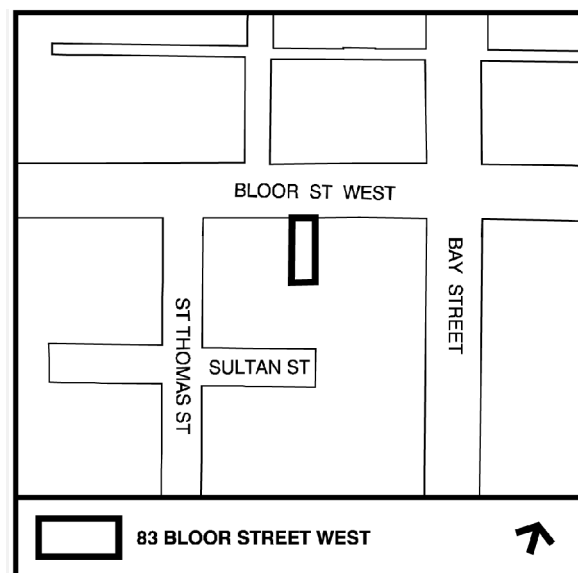 BLOOR ST WEST
BAY STREET
ST THOMAS ST
SULTAN ST
83 BLOOR STREET WEST